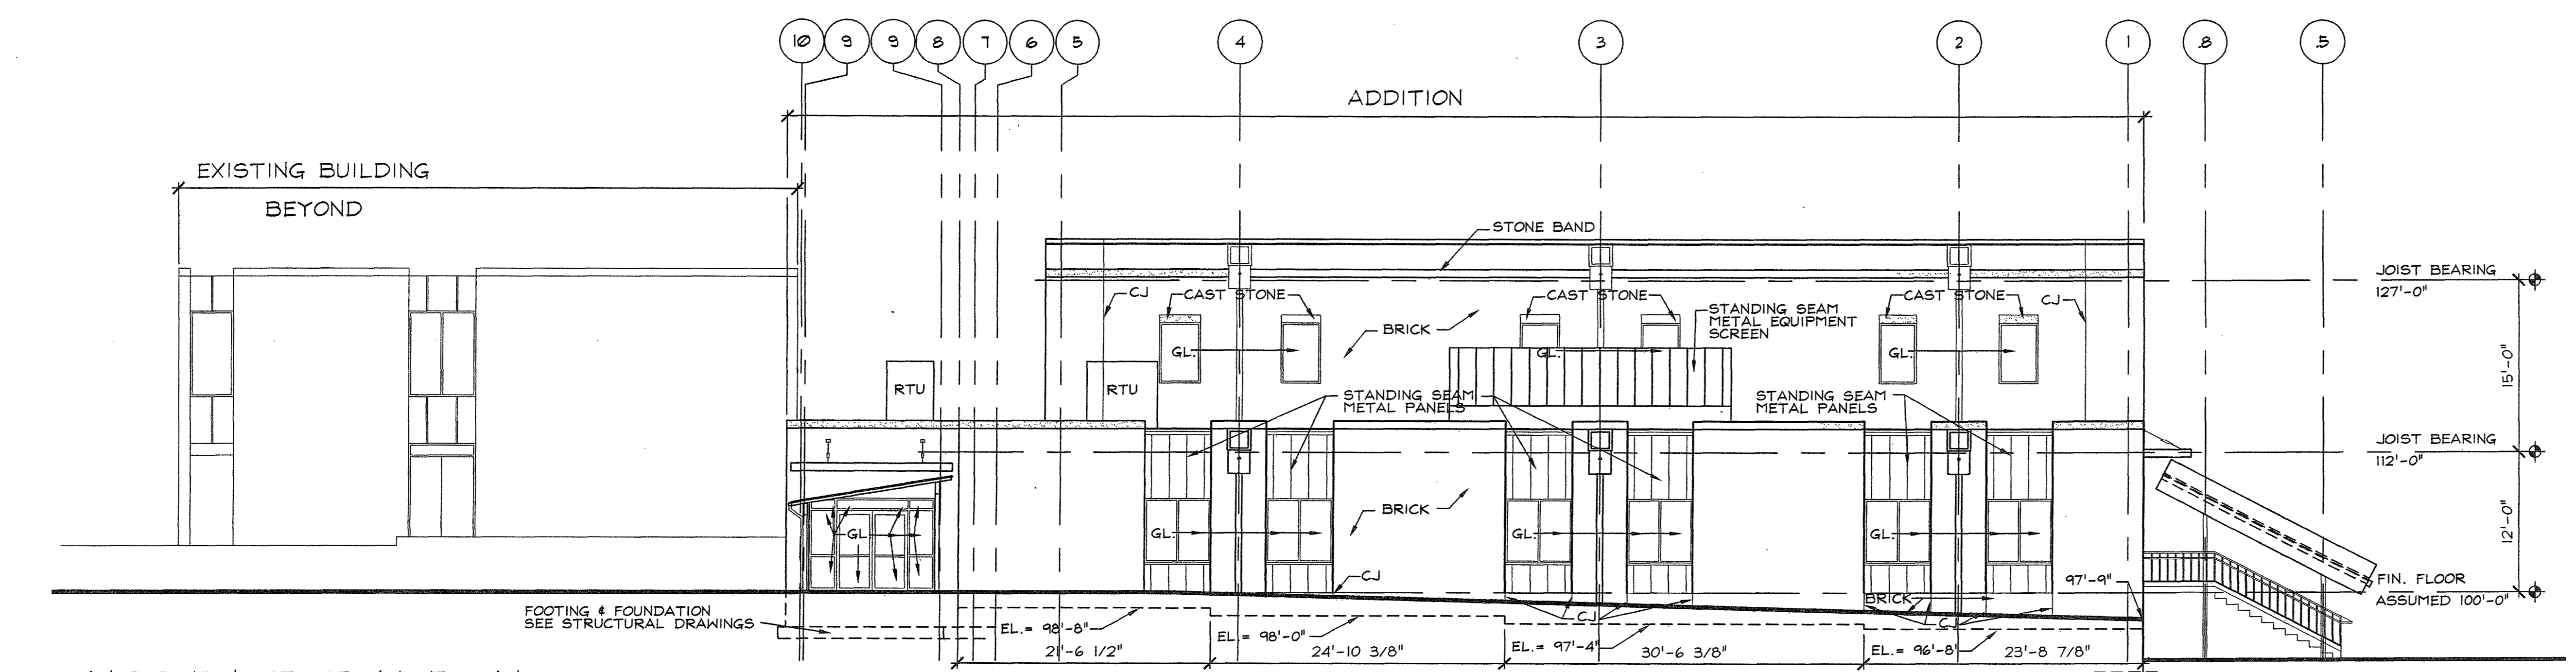 10 9 9 8 7 6 5 4 3 2 1 .8 .5
ADDITION
EXISTING BUILDING
BEYOND
STONE BAND
JOIST BEARING
127'-0"
CJ
CAST STONE
CAST STONE
CAST STONE
CJ
STANDING SEAM
METAL EQUIPMENT
SCREEN
BRICK
GL.
GL.
GL.
15'-0"
RTU
RTU
STANDING SEAM
METAL PANELS
STANDING SEAM
METAL PANELS
JOIST BEARING
112'-0"
BRICK
GL
GL.
GL.
GL.
12'-0"
CJ
97'-9"
FIN. FLOOR
ASSUMED 100'-0"
BRICK
FOOTING & FOUNDATION
SEE STRUCTURAL DRAWINGS
CJ
CJ
EL.= 98'-8"
EL.= 98'-0"
EL.= 97'-4"
EL.= 96'-8"
21'-6 1/2"
24'-10 3/8"
30'-6 3/8"
23'-8 7/8"